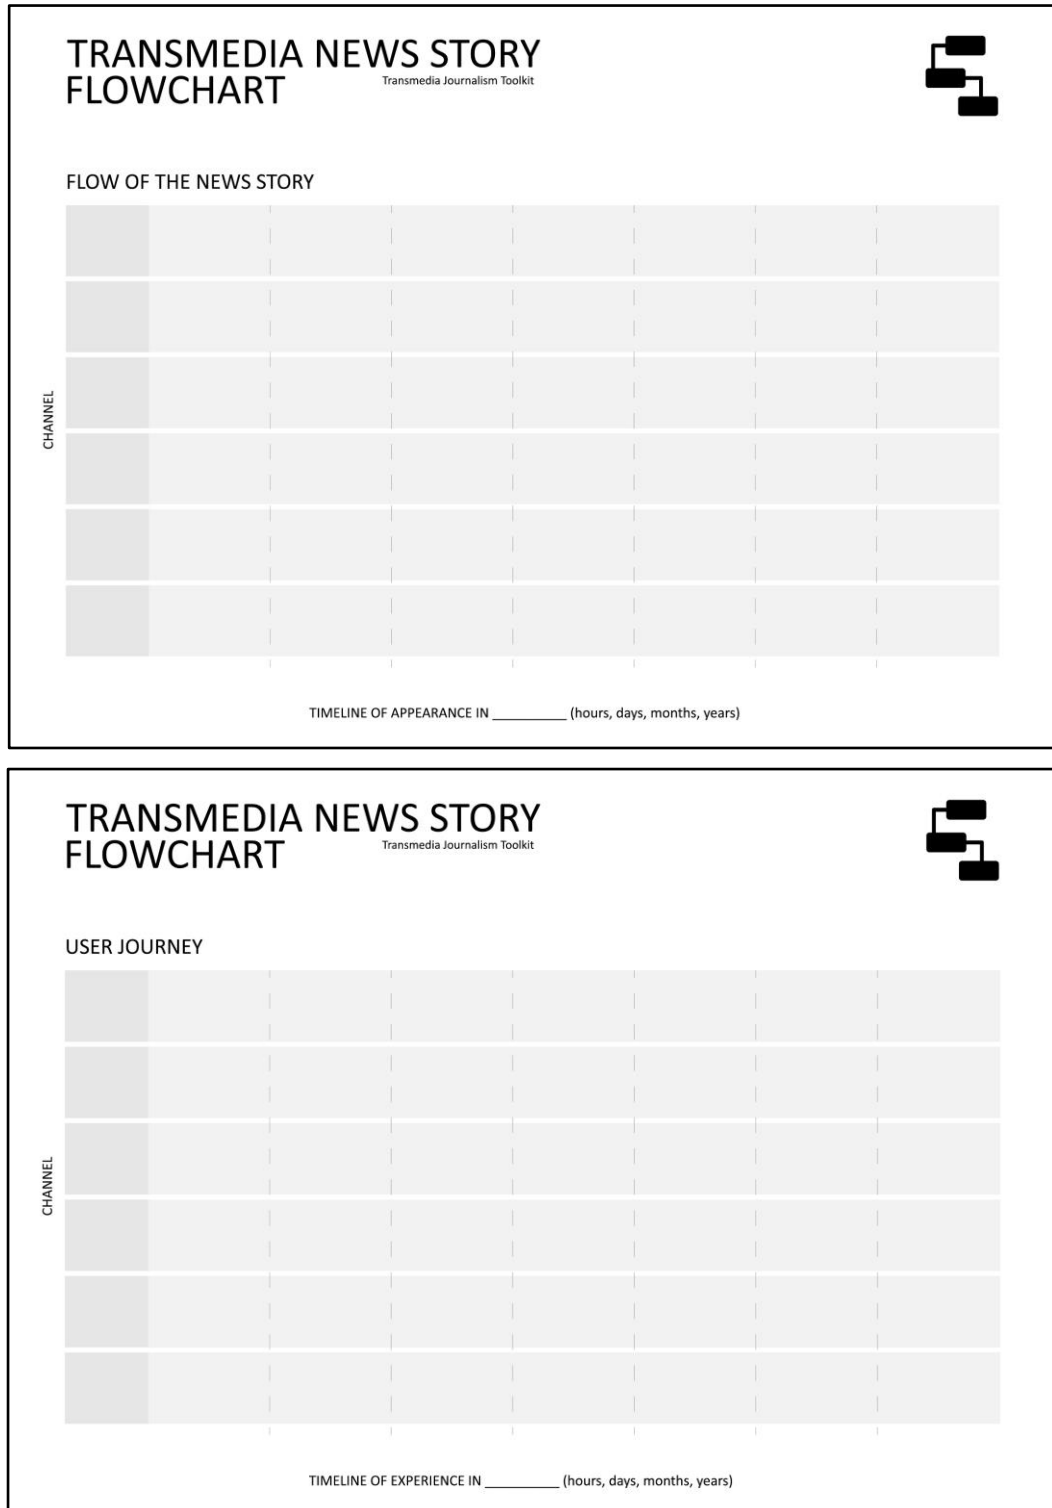 TRANSMEDIA NEWS STORY
FLOWCHART
Transmedia Journalism Toolkit
FLOW OF THE NEWS STORY
CHANNEL
TIMELINE OF APPEARANCE IN __________ (hours, days, months, years)
TRANSMEDIA NEWS STORY
FLOWCHART
Transmedia Journalism Toolkit
USER JOURNEY
CHANNEL
TIMELINE OF EXPERIENCE IN __________ (hours, days, months, years)